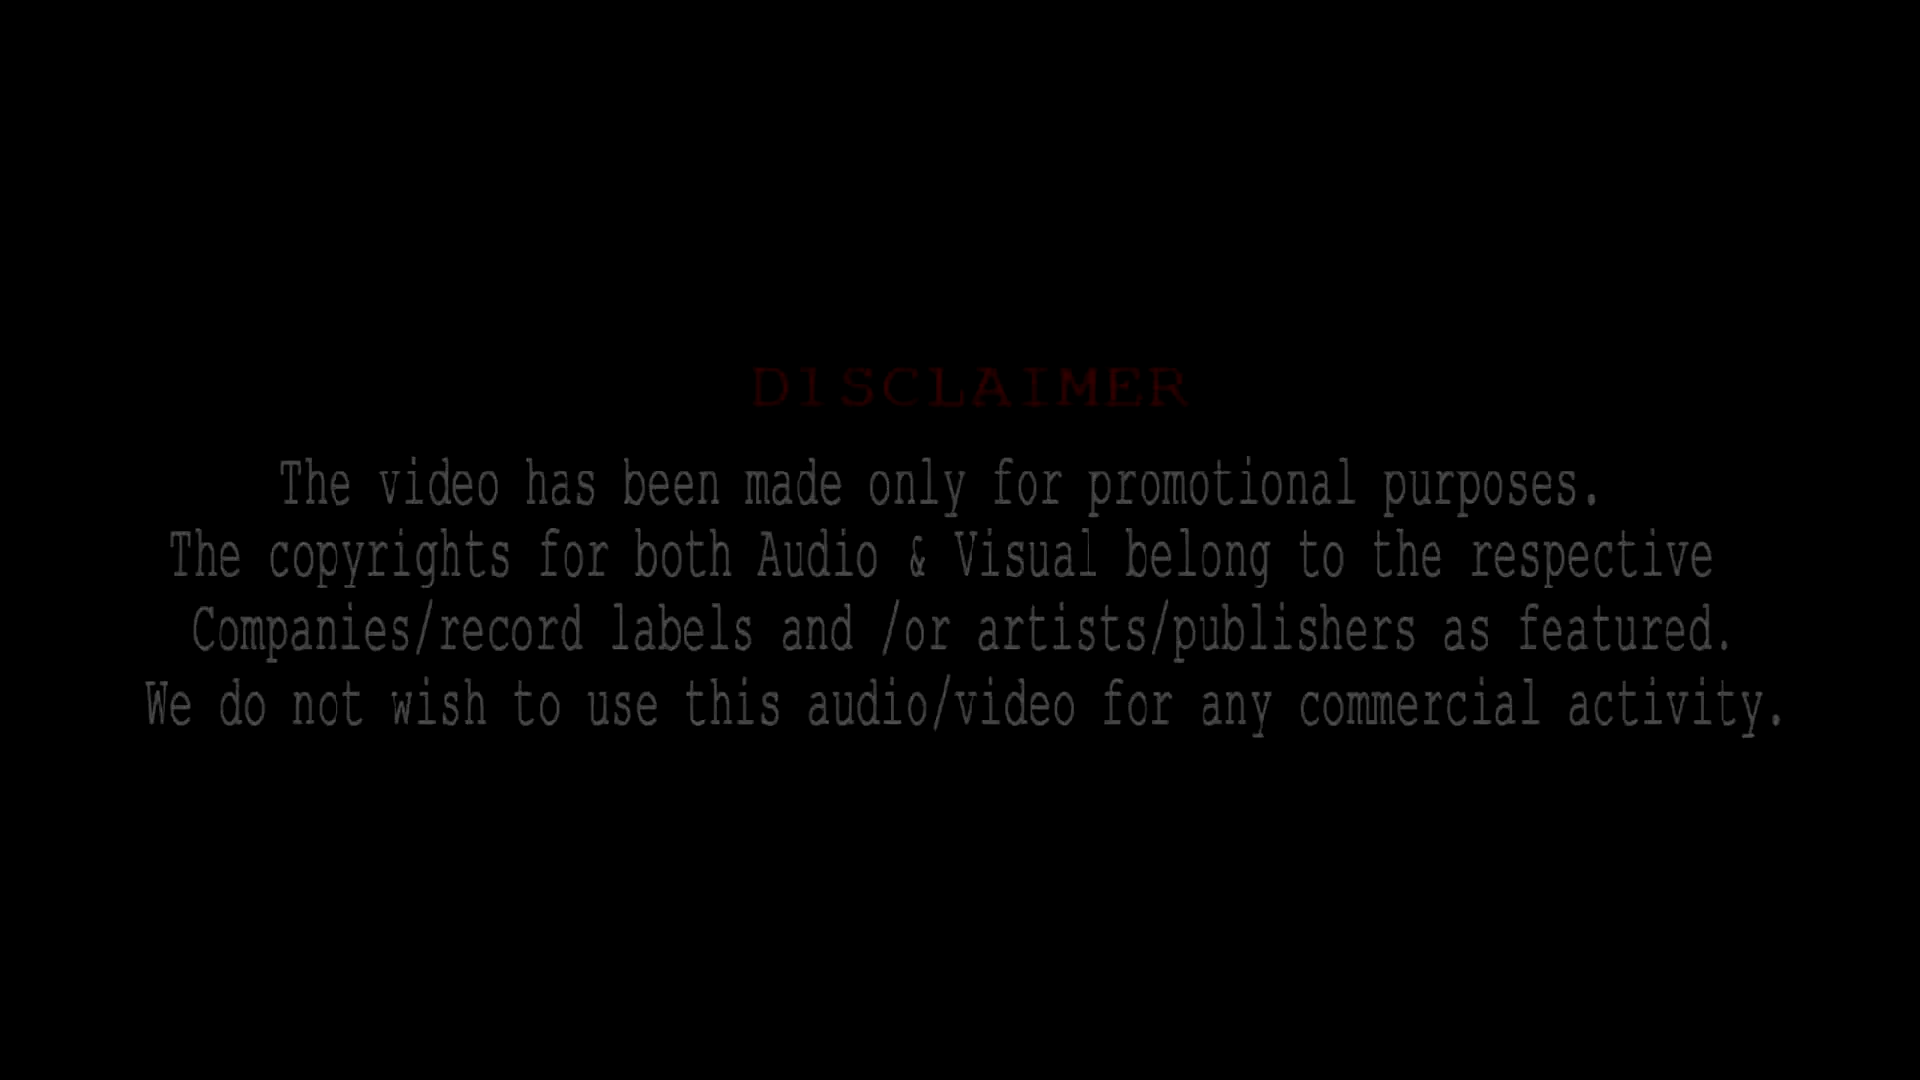 DISCLAIMER
The video has been made only for promotional purposes.
The copyrights for both Audio & Visual belong to the respective
Companies/record labels and /or artists/publishers as featured.
We do not wish to use this audio/video for any commercial activity.